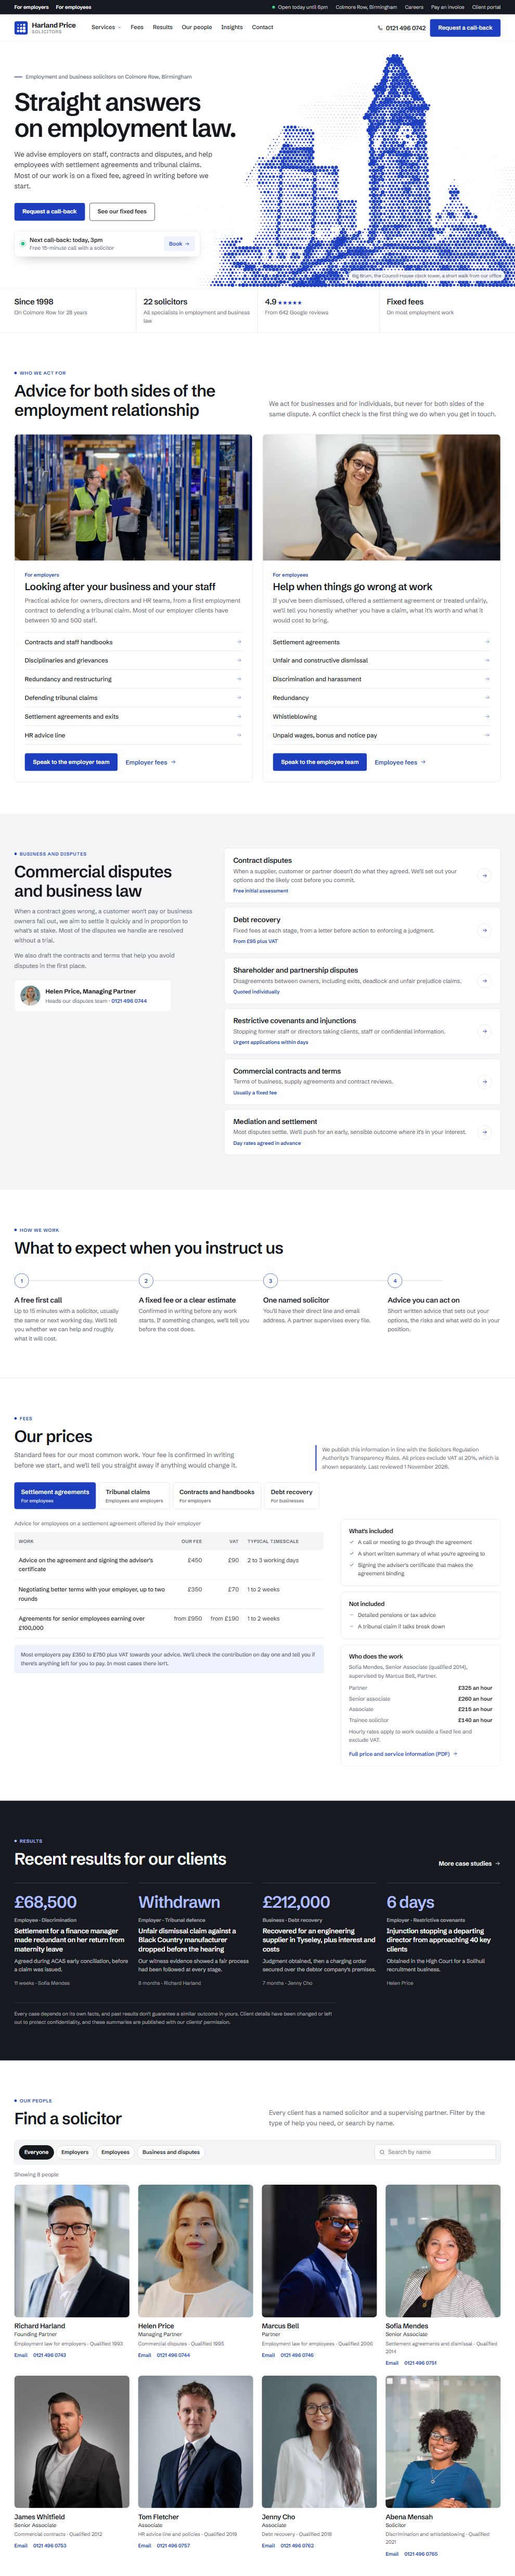 For employers For employees
Open today until 6pm Colmore Row, Birmingham Careers Pay an invoice Client portal
Harland Price
SOLICITORS
Services Fees Results Our people Insights Contact
0121 496 0742 Request a call-back
Employment and business solicitors on Colmore Row, Birmingham
Straight answers
on employment law.
We advise employers on staff, contracts and disputes, and help
employees with settlement agreements and tribunal claims.
Most of our work is on a fixed fee, agreed in writing before we
start.
Request a call-back See our fixed fees
Next call-back: today, 3pm
Free 15-minute call with a solicitor
Book →
Big Brum, the Council House clock tower, a short walk from our office
Since 1998
On Colmore Row for 28 years
22 solicitors
All specialists in employment and business
law
4.9 ★★★★★
From 642 Google reviews
Fixed fees
On most employment work
WHO WE ACT FOR
Advice for both sides of the
employment relationship
We act for businesses and for individuals, but never for both sides of the
same dispute. A conflict check is the first thing we do when you get in touch.
For employers
Looking after your business and your staff
Practical advice for owners, directors and HR teams, from a first employment
contract to defending a tribunal claim. Most of our employer clients have
between 10 and 500 staff.
Contracts and staff handbooks →
Disciplinaries and grievances →
Redundancy and restructuring →
Defending tribunal claims →
Settlement agreements and exits →
HR advice line →
Speak to the employer team Employer fees →
For employees
Help when things go wrong at work
If you've been dismissed, offered a settlement agreement or treated unfairly,
we'll tell you honestly whether you have a claim, what it's worth and what it
would cost to bring.
Settlement agreements →
Unfair and constructive dismissal →
Discrimination and harassment →
Redundancy →
Whistleblowing →
Unpaid wages, bonus and notice pay →
Speak to the employee team Employee fees →
BUSINESS AND DISPUTES
Commercial disputes
and business law
When a contract goes wrong, a customer won't pay or business
owners fall out, we aim to settle it quickly and in proportion to
what's at stake. Most of the disputes we handle are resolved
without a trial.
We also draft the contracts and terms that help you avoid
disputes in the first place.
Helen Price, Managing Partner
Heads our disputes team · 0121 496 0744
Contract disputes
When a supplier, customer or partner doesn't do what they agreed. We'll set out your
options and the likely cost before you commit.
Free initial assessment
Debt recovery
Fixed fees at each stage, from a letter before action to enforcing a judgment.
From £95 plus VAT
Shareholder and partnership disputes
Disagreements between owners, including exits, deadlock and unfair prejudice claims.
Quoted individually
Restrictive covenants and injunctions
Stopping former staff or directors taking clients, staff or confidential information.
Urgent applications within days
Commercial contracts and terms
Terms of business, supply agreements and contract reviews.
Usually a fixed fee
Mediation and settlement
Most disputes settle. We'll push for an early, sensible outcome where it's in your interest.
Day rates agreed in advance
HOW WE WORK
What to expect when you instruct us
1
A free first call
Up to 15 minutes with a solicitor, usually
the same or next working day. We'll tell
you whether we can help and roughly
what it will cost.
2
A fixed fee or a clear estimate
Confirmed in writing before any work
starts. If something changes, we'll tell you
before the cost does.
3
One named solicitor
You'll have their direct line and email
address. A partner supervises every file.
4
Advice you can act on
Short written advice that sets out your
options, the risks and what we'd do in your
position.
FEES
Our prices
Standard fees for our most common work. Your fee is confirmed in writing
before we start, and we'll tell you straight away if anything would change it.
We publish this information in line with the Solicitors Regulation
Authority's Transparency Rules. All prices exclude VAT at 20%, which is
shown separately. Last reviewed 1 November 2026.
Settlement agreements
For employees
Tribunal claims
Employees and employers
Contracts and handbooks
For employers
Debt recovery
For businesses
Advice for employees on a settlement agreement offered by their employer
WORK OUR FEE VAT TYPICAL TIMESCALE
Advice on the agreement and signing the adviser's
certificate
£450 £90 2 to 3 working days
Negotiating better terms with your employer, up to two
rounds
£350 £70 1 to 2 weeks
Agreements for senior employees earning over
£100,000
from £950 from £190 1 to 2 weeks
Most employers pay £350 to £750 plus VAT towards your advice. We'll check the contribution on day one and tell you if
there's anything left for you to pay. In most cases there isn't.
What's included
A call or meeting to go through the agreement
A short written summary of what you're agreeing to
Signing the adviser's certificate that makes the
agreement binding
Not included
Detailed pensions or tax advice
A tribunal claim if talks break down
Who does the work
Sofia Mendes, Senior Associate (qualified 2014),
supervised by Marcus Bell, Partner.
Partner £325 an hour
Senior associate £260 an hour
Associate £215 an hour
Trainee solicitor £140 an hour
Hourly rates apply to work outside a fixed fee and
exclude VAT.
Full price and service information (PDF) →
RESULTS
Recent results for our clients
More case studies →
£68,500
Employee · Discrimination
Settlement for a finance manager
made redundant on her return from
maternity leave
Agreed during ACAS early conciliation, before
a claim was issued.
11 weeks · Sofia Mendes
Withdrawn
Employer · Tribunal defence
Unfair dismissal claim against a
Black Country manufacturer
dropped before the hearing
Our witness evidence showed a fair process
had been followed at every stage.
8 months · Richard Harland
£212,000
Business · Debt recovery
Recovered for an engineering
supplier in Tyseley, plus interest and
costs
Judgment obtained, then a charging order
secured over the debtor company's premises.
7 months · Jenny Cho
6 days
Employer · Restrictive covenants
Injunction stopping a departing
director from approaching 40 key
clients
Obtained in the High Court for a Solihull
recruitment business.
Helen Price
Every case depends on its own facts, and past results don't guarantee a similar outcome in yours. Client details have been changed or left
out to protect confidentiality, and these summaries are published with our clients' permission.
OUR PEOPLE
Find a solicitor
Every client has a named solicitor and a supervising partner. Filter by the
type of help you need, or search by name.
Everyone Employers Employees Business and disputes
Search by name
Showing 8 people
Richard Harland
Founding Partner
Employment law for employers · Qualified 1993
Email 0121 496 0743
Helen Price
Managing Partner
Commercial disputes · Qualified 1995
Email 0121 496 0744
Marcus Bell
Partner
Employment law for employees · Qualified 2006
Email 0121 496 0746
Sofia Mendes
Senior Associate
Settlement agreements and dismissal · Qualified
2014
Email 0121 496 0751
James Whitfield
Senior Associate
Commercial contracts · Qualified 2012
Email 0121 496 0753
Tom Fletcher
Associate
HR advice line and policies · Qualified 2019
Email 0121 496 0757
Jenny Cho
Associate
Debt recovery · Qualified 2018
Email 0121 496 0762
Abena Mensah
Solicitor
Discrimination and whistleblowing · Qualified
2021
Email 0121 496 0765